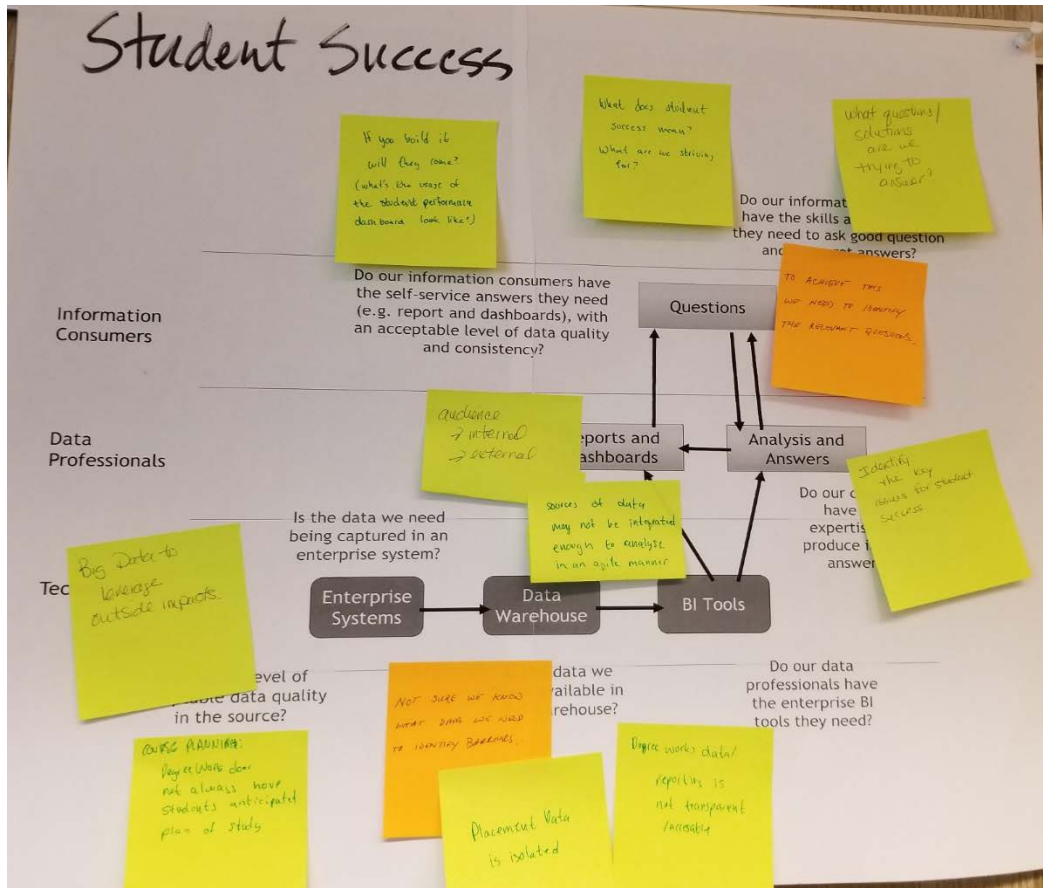 Student Success
If you build it
will they come?
(what's the usage of
the student performance
dashboard look like?)
What does student
success mean?
What are we striving
for?
What questions/
solutions
are we
trying to
answer?
Do our informat
have the skills a
they need to ask good question
and answers?
TO ACHIEVE THIS
WE NEED TO IDENTIFY
THE RELEVANT QUESTIONS.
Information
Consumers
Do our information consumers have
the self-service answers they need
(e.g. report and dashboards), with
an acceptable level of data quality
and consistency?
Questions
Data
Professionals
audience
→ internal
→ external
eports and
ashboards
Analysis and
Answers
Identify
the key
issues for student
success
Do our
have
expertis
produce i
answer
Is the data we need
being captured in an
enterprise system?
sources of data
may not be integrated
enough to analyse
in an agile manner
Tec
Big Data to
leverage
outside impacts.
Enterprise
Systems
Data
Warehouse
BI Tools
evel of
table data quality
in the source?
NOT SURE WE KNOW
WHAT DATA WE NEED
TO IDENTIFY BARRIERS.
data we
vailable in
rehouse?
Do our data
professionals have
the enterprise BI
tools they need?
COURSE PLANNING:
DegreeWorks does
not always have
students anticipated
plan of study
Placement Data
is isolated
Degree works data/
reporting is
not transparent
/accesable